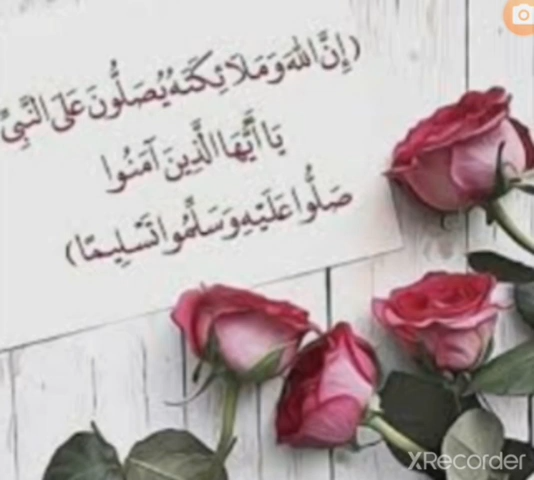 (إِنَّ اللَّهَ وَمَلَائِكَتَهُ يُصَلُّونَ عَلَى النَّبِيِّ
يَا أَيُّهَا الَّذِينَ آمَنُوا
صَلُّوا عَلَيْهِ وَسَلِّمُوا تَسْلِيمًا)
XRecorder